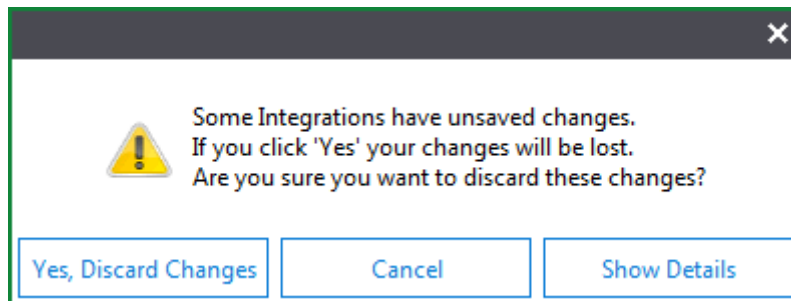 Some Integrations have unsaved changes.
If you click 'Yes' your changes will be lost.
Are you sure you want to discard these changes?
Yes, Discard Changes
Cancel
Show Details